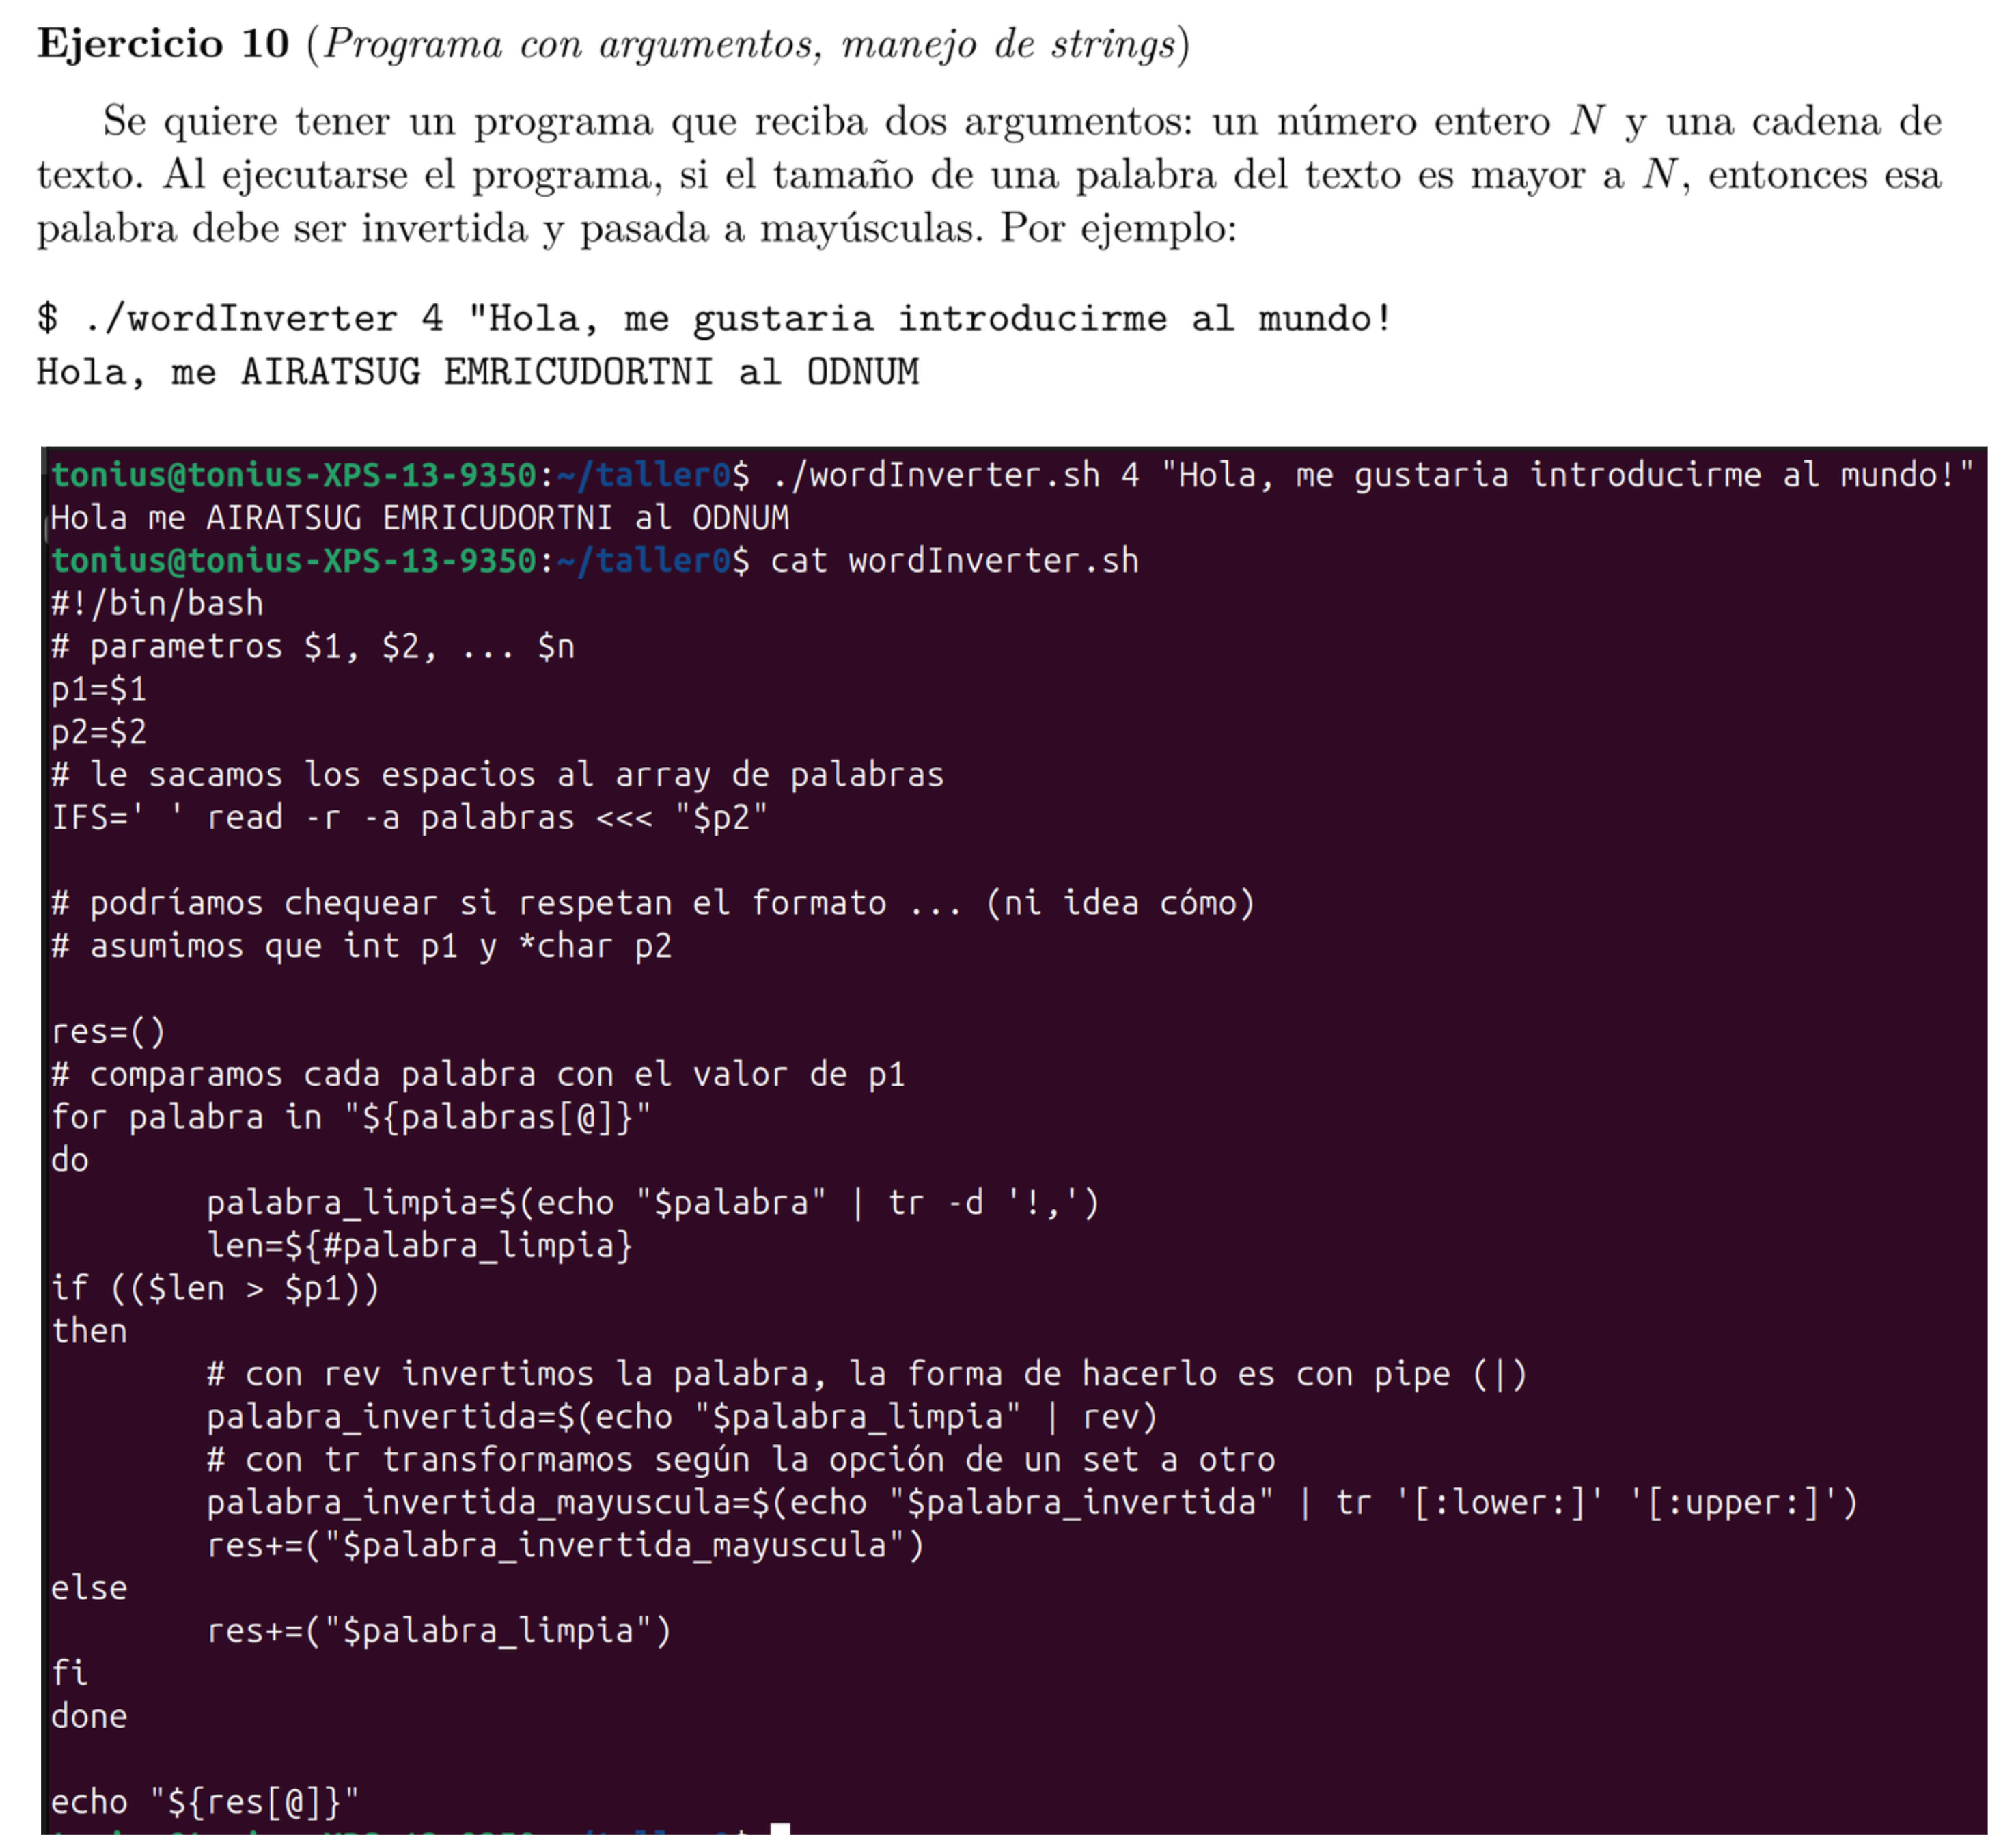 Ejercicio 10 (Programa con argumentos, manejo de strings)
Se quiere tener un programa que reciba dos argumentos: un número entero N y una cadena de
texto. Al ejecutarse el programa, si el tamaño de una palabra del texto es mayor a N, entonces esa
palabra debe ser invertida y pasada a mayúsculas. Por ejemplo:
$ ./wordInverter 4 "Hola, me gustaria introducirme al mundo!
Hola, me AIRATSUG EMRICUDORTNI al ODNUM
tonius@tonius-XPS-13-9350:~/taller0$ ./wordInverter.sh 4 "Hola, me gustaria introducirme al mundo!"
Hola me AIRATSUG EMRICUDORTNI al ODNUM
tonius@tonius-XPS-13-9350:~/taller0$ cat wordInverter.sh
#!/bin/bash
# parametros $1, $2, ... $n
p1=$1
p2=$2
# le sacamos los espacios al array de palabras
IFS=' ' read -r -a palabras <<< "$p2"
# podríamos chequear si respetan el formato ... (ni idea cómo)
# asumimos que int p1 y *char p2
res=()
# comparamos cada palabra con el valor de p1
for palabra in "${palabras[@]}"
do
palabra_limpia=$(echo "$palabra" | tr -d '!,')
len=${#palabra_limpia}
if (($len > $p1))
then
# con rev invertimos la palabra, la forma de hacerlo es con pipe (|)
palabra_invertida=$(echo "$palabra_limpia" | rev)
# con tr transformamos según la opción de un set a otro
palabra_invertida_mayuscula=$(echo "$palabra_invertida" | tr '[:lower:]' '[:upper:]')
res+=("$palabra_invertida_mayuscula")
else
res+=("$palabra_limpia")
fi
done
echo "${res[@]}"